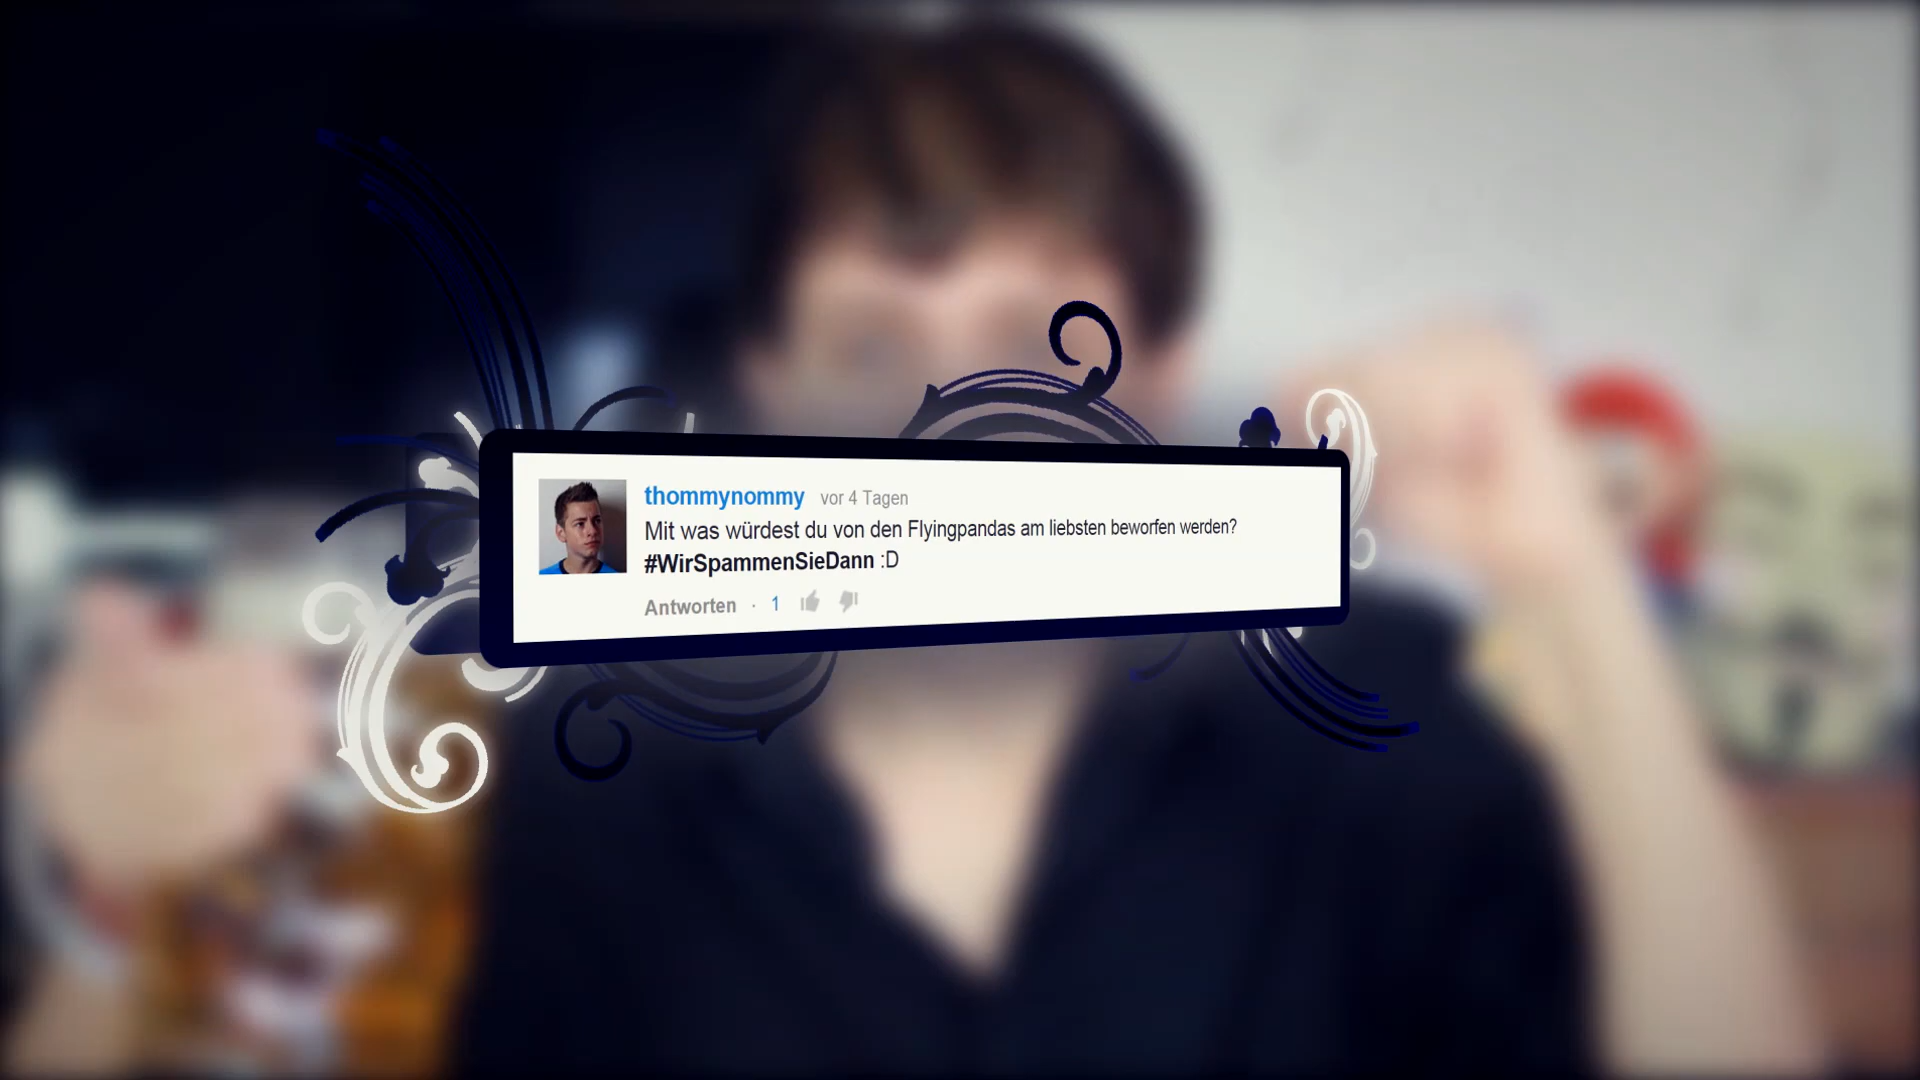 thommynommy vor 4 Tagen
Mit was würdest du von den Flyingpandas am liebsten beworfen werden?
#WirSpammenSieDann :D
Antworten · 1